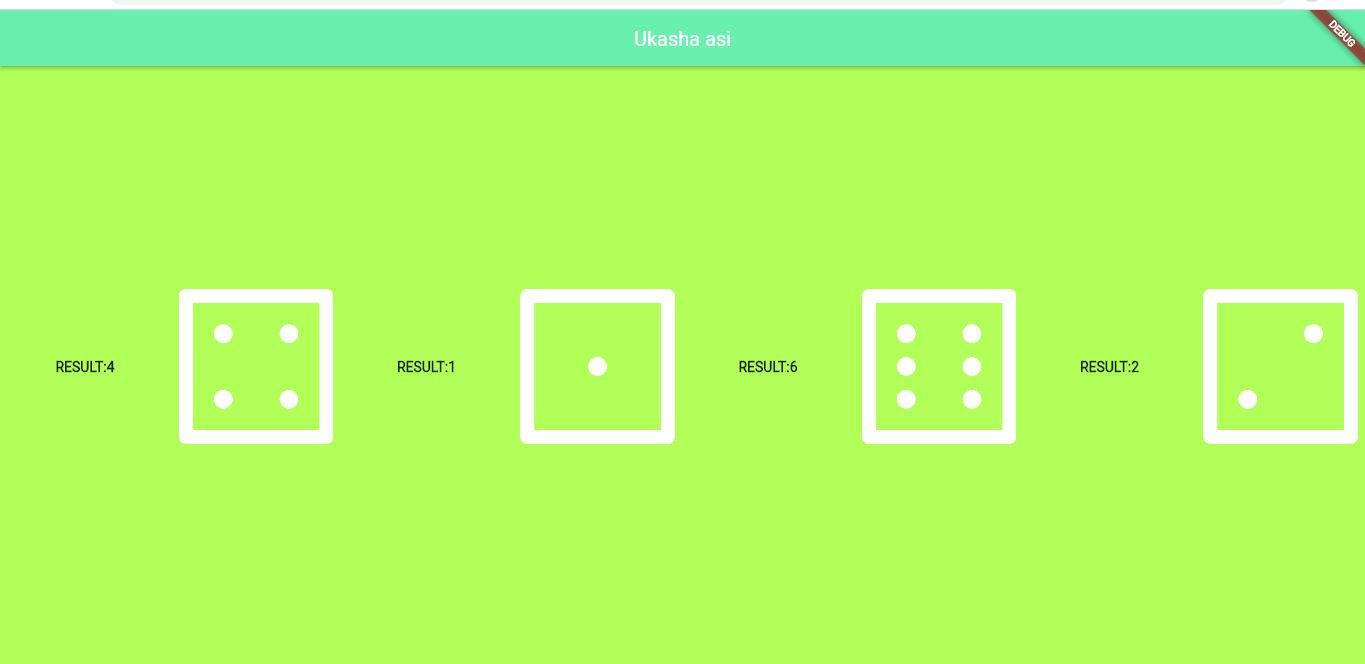 Ukasha asi
DEBUG
RESULT:4
RESULT:1
RESULT:6
RESULT:2